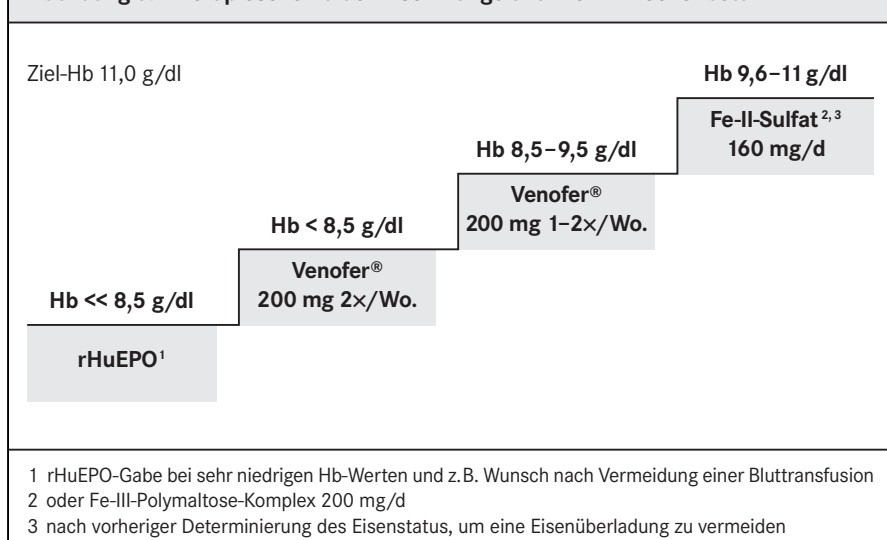 Ziel-Hb 11,0 g/dl
Hb 9,6–11 g/dl
Fe-II-Sulfat 2, 3
160 mg/d
Hb 8,5–9,5 g/dl
Venofer®
200 mg 1–2×/Wo.
Hb < 8,5 g/dl
Venofer®
200 mg 2×/Wo.
Hb << 8,5 g/dl
rHuEPO 1
1 rHuEPO-Gabe bei sehr niedrigen Hb-Werten und z. B. Wunsch nach Vermeidung einer Bluttransfusion
2 oder Fe-III-Polymaltose-Komplex 200 mg/d
3 nach vorheriger Determinierung des Eisenstatus, um eine Eisenüberladung zu vermeiden